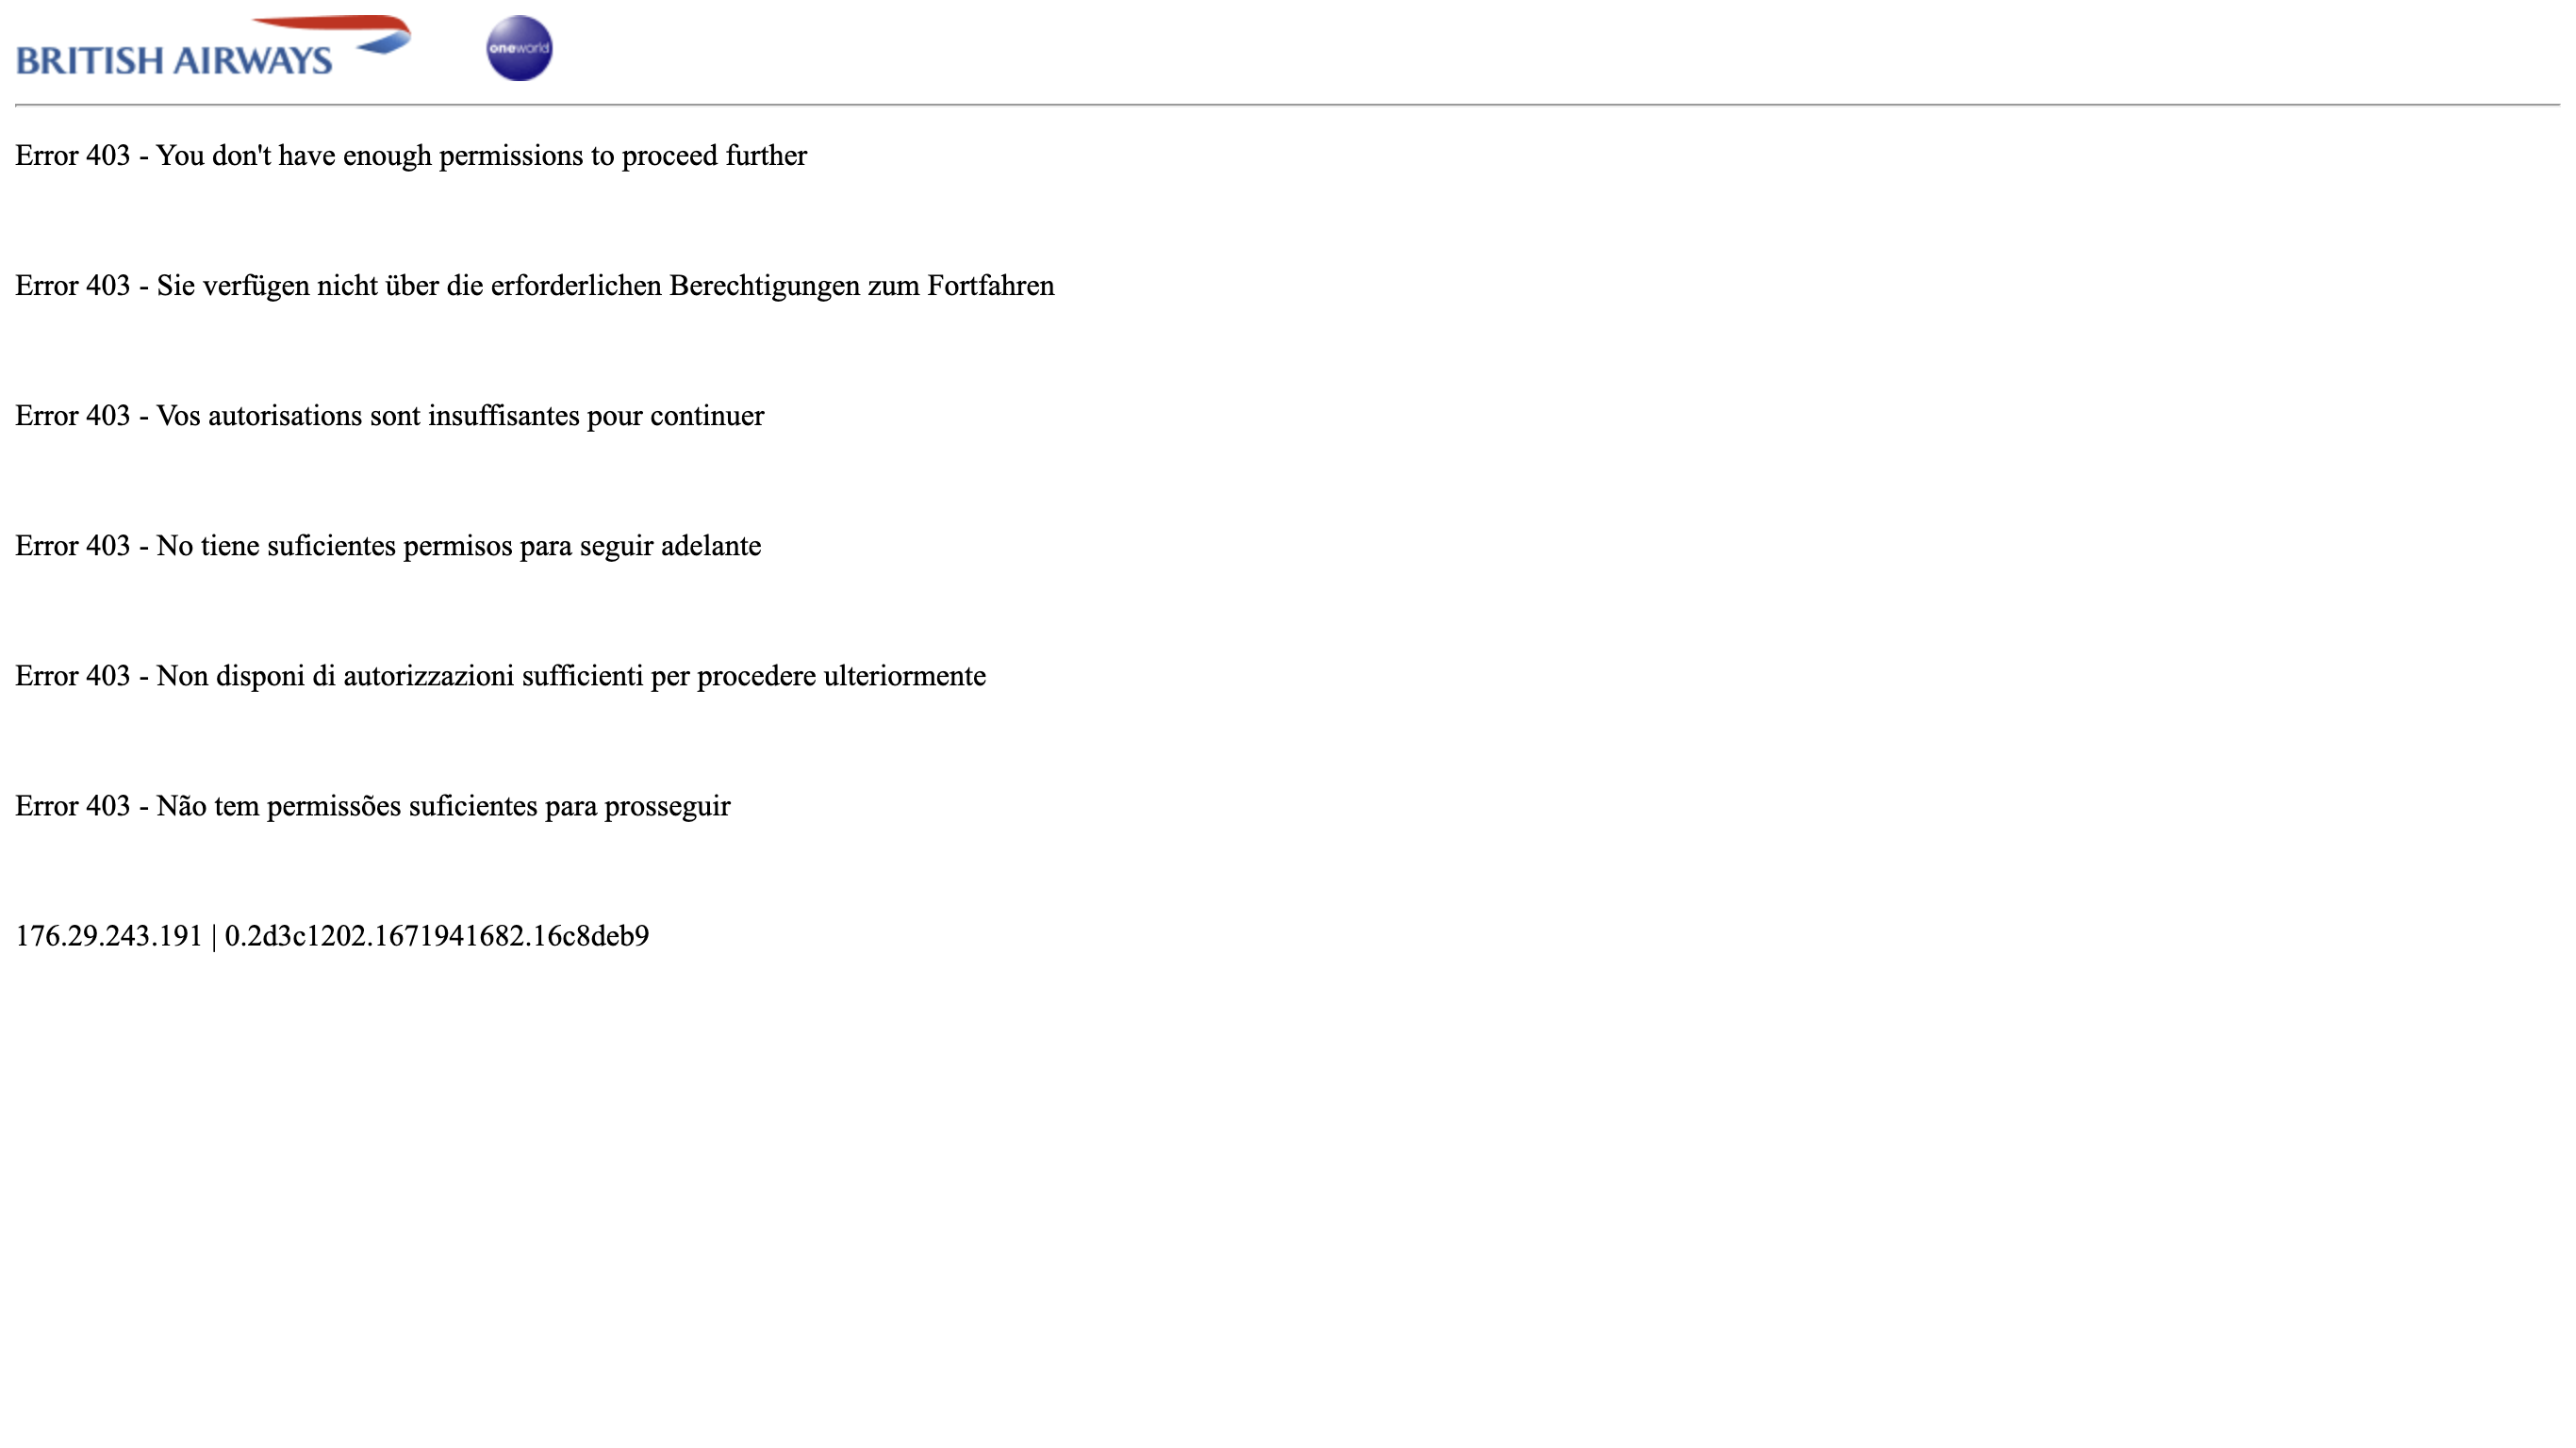 BRITISH AIRWAYS oneworld
Error 403 - You don't have enough permissions to proceed further
Error 403 - Sie verfügen nicht über die erforderlichen Berechtigungen zum Fortfahren
Error 403 - Vos autorisations sont insuffisantes pour continuer
Error 403 - No tiene suficientes permisos para seguir adelante
Error 403 - Non disponi di autorizzazioni sufficienti per procedere ulteriormente
Error 403 - Não tem permissões suficientes para prosseguir
176.29.243.191 | 0.2d3c1202.1671941682.16c8deb9